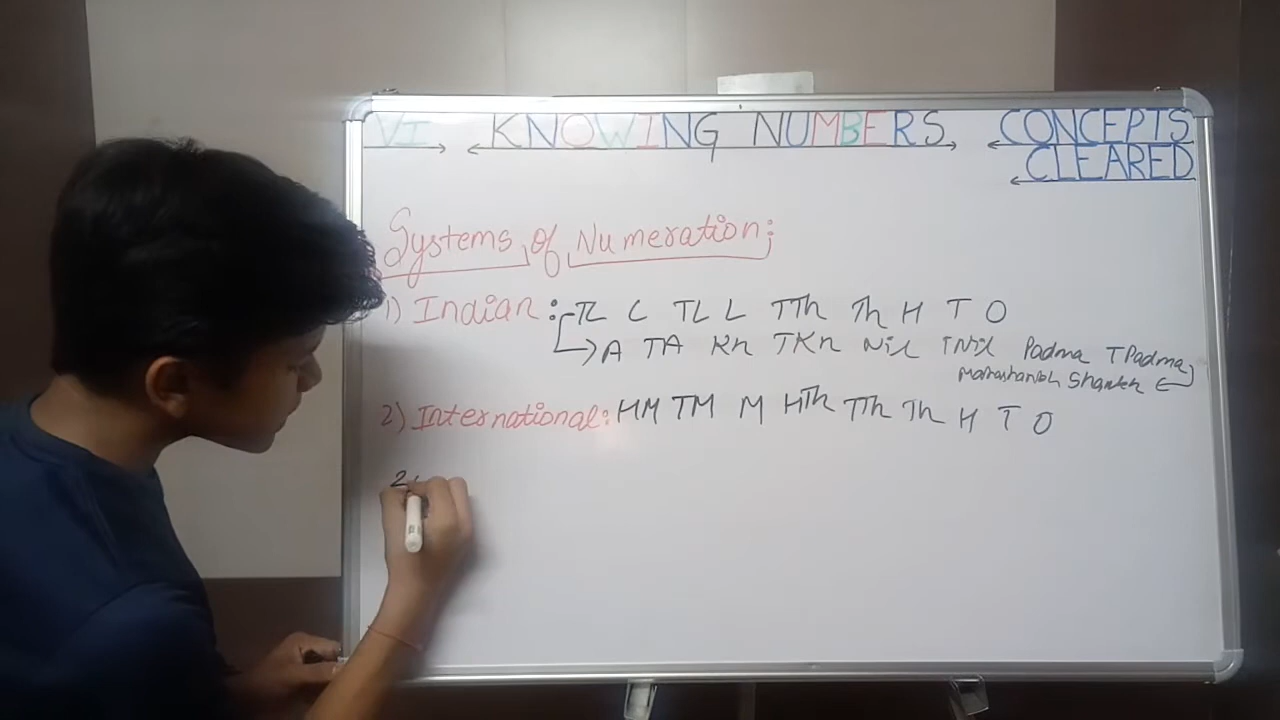 VI KNOWING NUMBERS CONCEPTS
CLEARED
Systems of Numeration:
1) Indian :- TL C TL L TTh Th H T O
→ A TA Kh TKh Nil TNil Padma TPadma
Mahashankh Shankh ←
2) International: HM TM M HTh TTh Th H T O
2